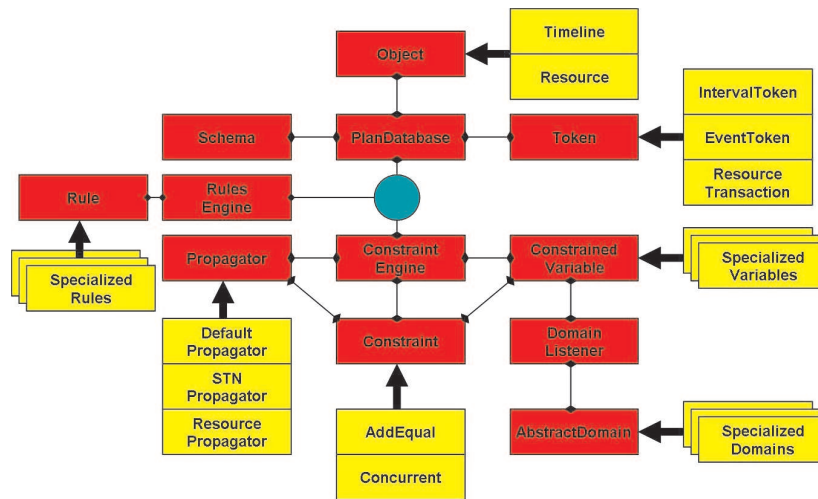 Timeline
Object
Resource
IntervalToken
Schema
PlanDatabase
Token
EventToken
Resource
Transaction
Rule
Rules
Engine
Propagator
Constraint
Engine
Constrained
Variable
Specialized
Variables
Specialized
Rules
Default
Propagator
Constraint
Domain
Listener
STN
Propagator
Resource
Propagator
AddEqual
AbstractDomain
Specialized
Domains
Concurrent